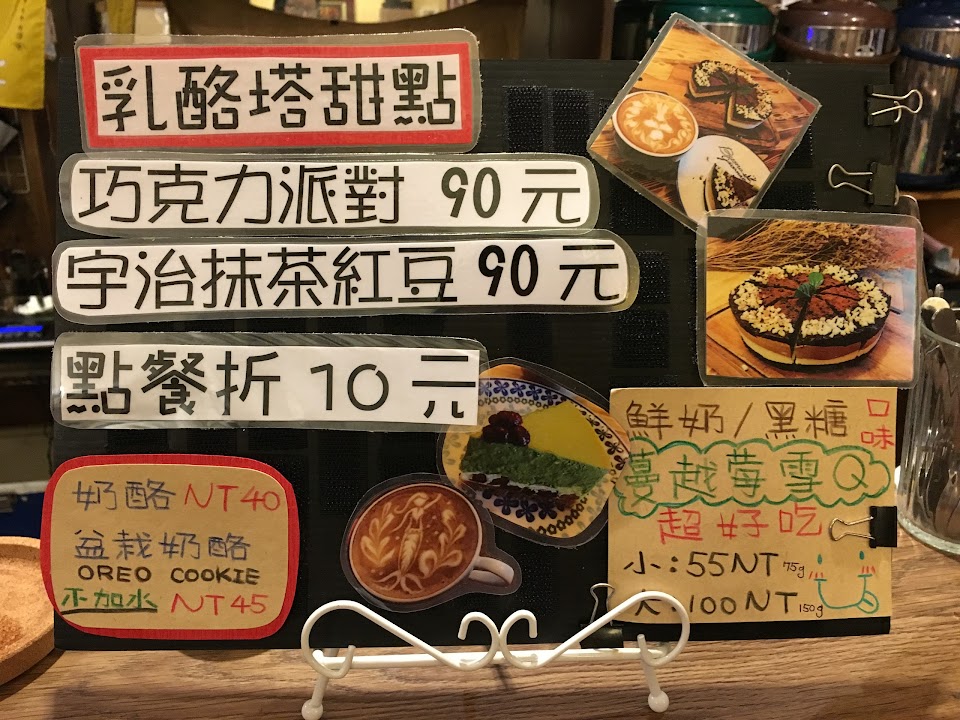 乳酪塔甜點
巧克力派對 90元
宇治抹茶紅豆 90元
點餐折 10元
奶酪 NT40
盆栽奶酪
OREO COOKIE
不加水 NT45
鮮奶/黑糖 口味
蔓越莓雪Q
超好吃
小:55NT 75g
大:100NT 150g